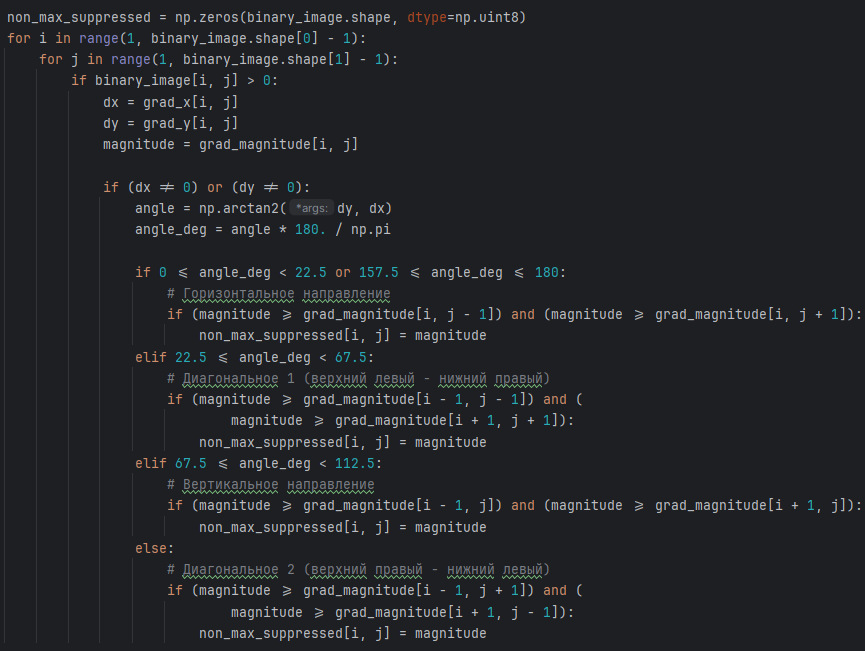 non_max_suppressed = np.zeros(binary_image.shape, dtype=np.uint8)
for i in range(1, binary_image.shape[0] - 1):
    for j in range(1, binary_image.shape[1] - 1):
        if binary_image[i, j] > 0:
            dx = grad_x[i, j]
            dy = grad_y[i, j]
            magnitude = grad_magnitude[i, j]

            if (dx ≠ 0) or (dy ≠ 0):
                angle = np.arctan2( *args: dy, dx)
                angle_deg = angle * 180. / np.pi

                if 0 ⩽ angle_deg < 22.5 or 157.5 ⩽ angle_deg ⩽ 180:
                    # Горизонтальное направление
                    if (magnitude ⩾ grad_magnitude[i, j - 1]) and (magnitude ⩾ grad_magnitude[i, j + 1]):
                        non_max_suppressed[i, j] = magnitude
                elif 22.5 ⩽ angle_deg < 67.5:
                    # Диагональное 1 (верхний левый - нижний правый)
                    if (magnitude ⩾ grad_magnitude[i - 1, j - 1]) and (
                            magnitude ⩾ grad_magnitude[i + 1, j + 1]):
                        non_max_suppressed[i, j] = magnitude
                elif 67.5 ⩽ angle_deg < 112.5:
                    # Вертикальное направление
                    if (magnitude ⩾ grad_magnitude[i - 1, j]) and (magnitude ⩾ grad_magnitude[i + 1, j]):
                        non_max_suppressed[i, j] = magnitude
                else:
                    # Диагональное 2 (верхний правый - нижний левый)
                    if (magnitude ⩾ grad_magnitude[i - 1, j + 1]) and (
                            magnitude ⩾ grad_magnitude[i + 1, j - 1]):
                        non_max_suppressed[i, j] = magnitude